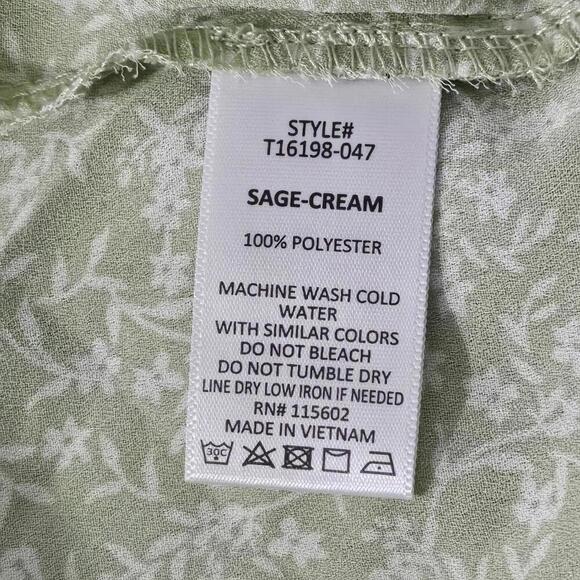 STYLE#
T16198-047
SAGE-CREAM
100% POLYESTER
MACHINE WASH COLD
WATER
WITH SIMILAR COLORS
DO NOT BLEACH
DO NOT TUMBLE DRY
LINE DRY LOW IRON IF NEEDED
RN# 115602
MADE IN VIETNAM
30C